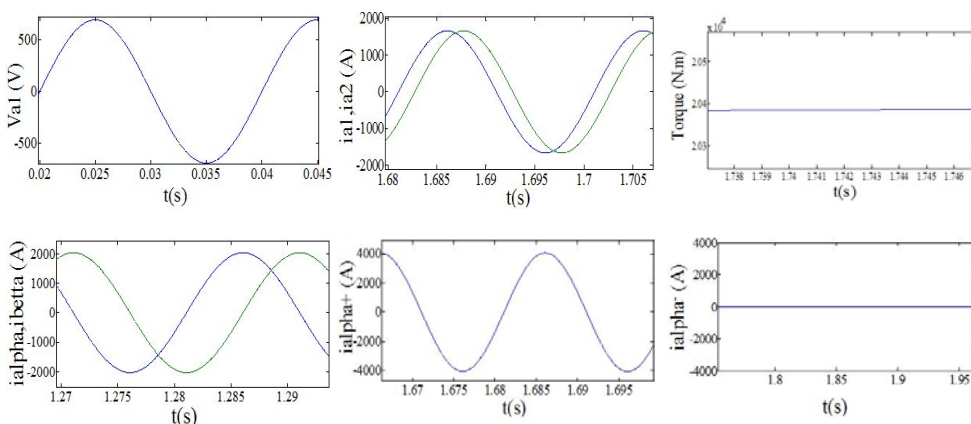 Va1 (V)
500
0
-500
0.02 0.025 0.03 0.035 0.04 0.045
t(s)
ia1,ia2 (A)
2000
1000
0
-1000
-2000
1.68 1.685 1.69 1.695 1.7 1.705
t(s)
x 10⁴
Torque (N.m)
2.05
2.04
2.03
1.738 1.739 1.74 1.741 1.742 1.743 1.744 1.745 1.746
t(s)
ialpha,ibetta (A)
2000
1000
0
-1000
-2000
1.27 1.276 1.281 1.285 1.29
t(s)
ialpha+ (A)
4000
2000
0
-2000
-4000
1.67 1.675 1.68 1.686 1.69 1.695
t(s)
ialpha- (A)
4000
2000
0
-2000
-4000
1.8 1.85 1.9 1.95
t(s)